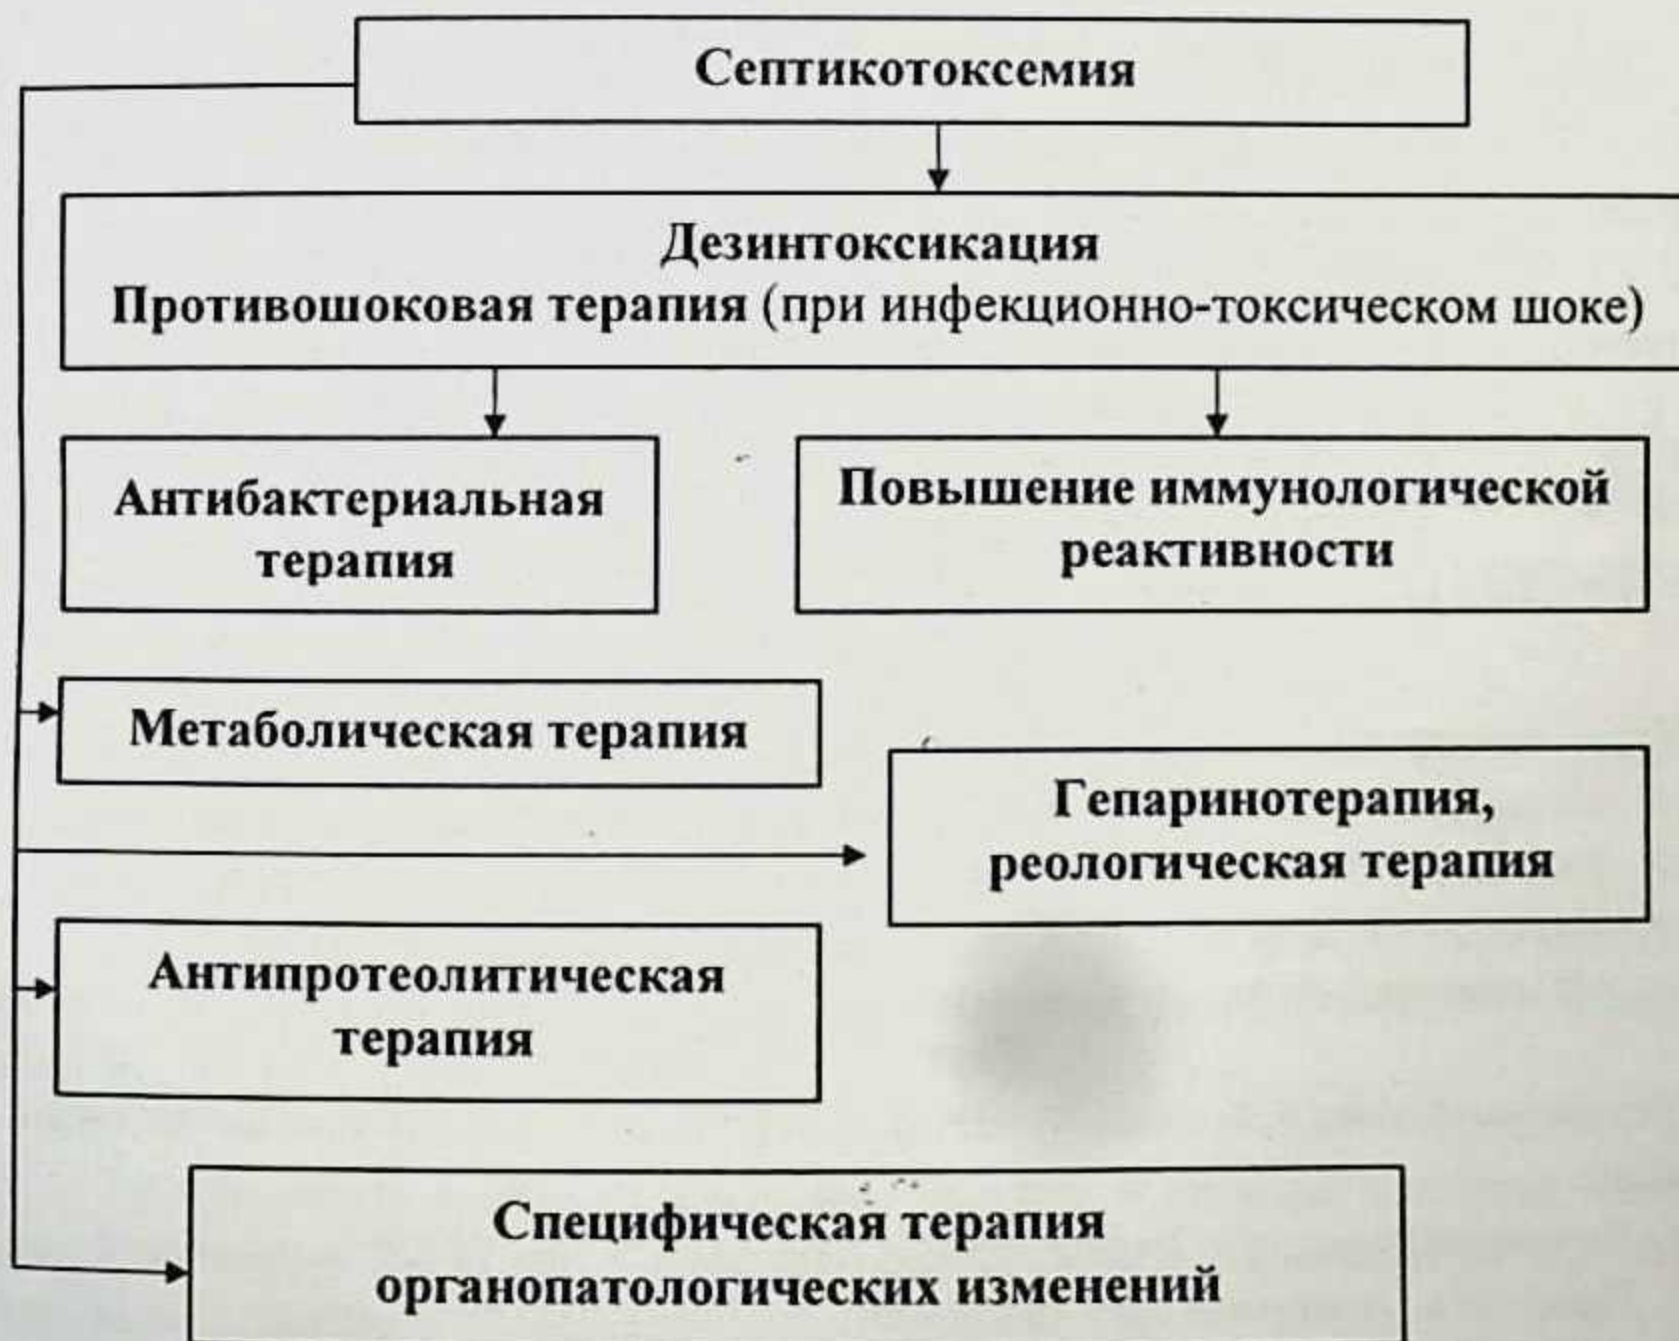 Септикотоксемия
Дезинтоксикация
Противошоковая терапия (при инфекционно-токсическом шоке)
Антибактериальная
терапия
Повышение иммунологической
реактивности
Метаболическая терапия
Гепаринотерапия,
реологическая терапия
Антипротеолитическая
терапия
Специфическая терапия
органопатологических изменений